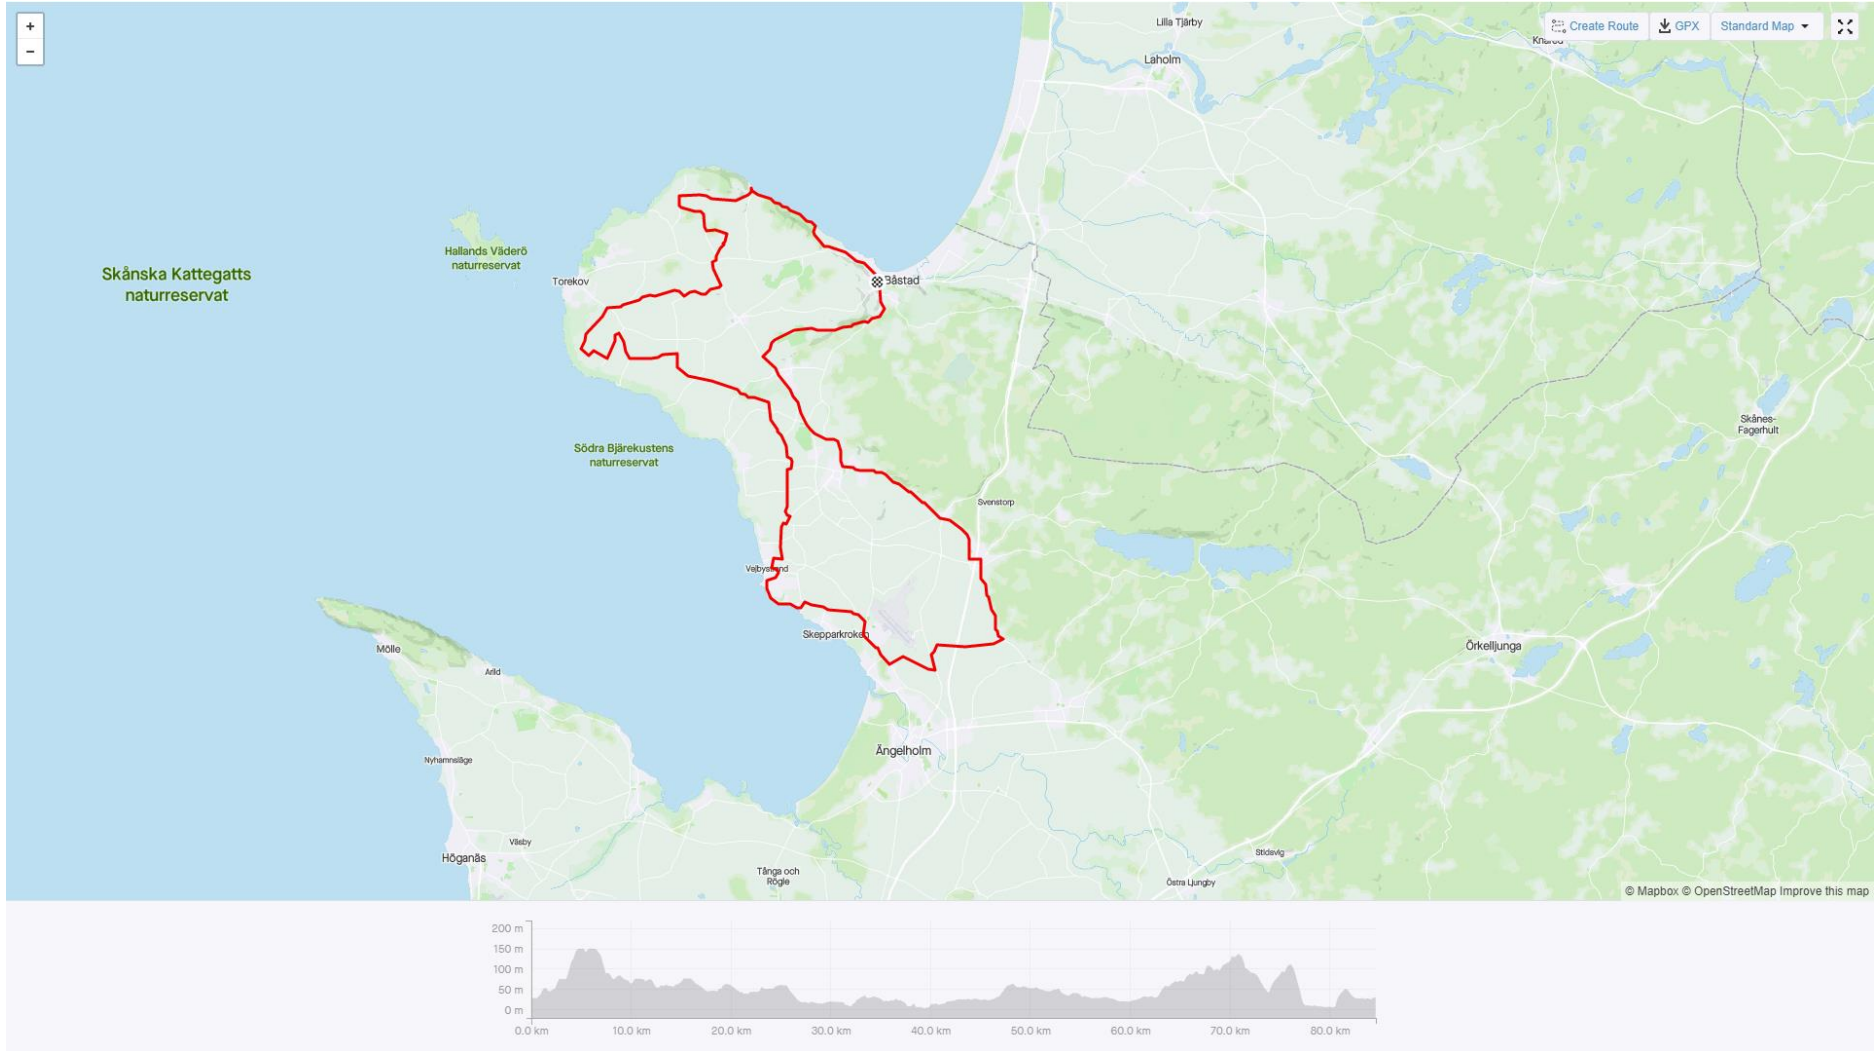 +
−
Create Route
GPX
Standard Map
Lilla Tjärby
Knäred
Laholm
Hallands Väderö
naturreservat
Skånska Kattegatts
naturreservat
Torekov
Båstad
Södra Bjärekustens
naturreservat
Skånes-
Fagerhult
Svenstorp
Vejbystrand
Skepparkroken
Mölle
Arild
Örkelljunga
Nyhamnsläge
Ängelholm
Väsby
Höganäs
Stidsvig
Tånga och
Rögle
Östra Ljungby
© Mapbox © OpenStreetMap Improve this map
200 m
150 m
100 m
50 m
0 m
0.0 km 10.0 km 20.0 km 30.0 km 40.0 km 50.0 km 60.0 km 70.0 km 80.0 km